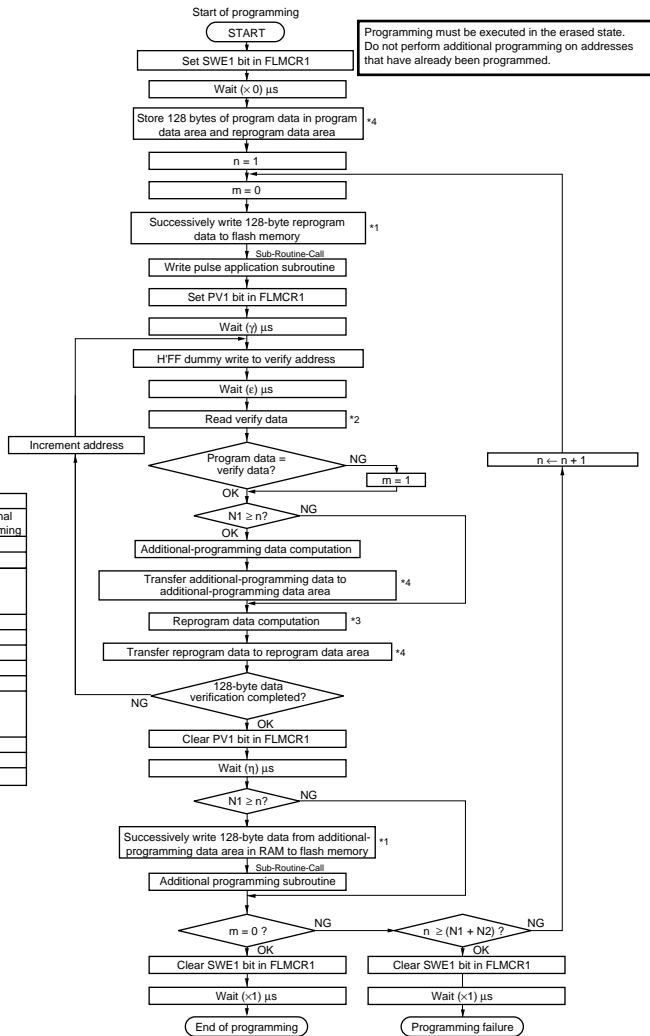 Start of programming
START
Programming must be executed in the erased state.
Do not perform additional programming on addresses
that have already been programmed.
Set SWE1 bit in FLMCR1
Wait (× 0) μs
Store 128 bytes of program data in program
data area and reprogram data area
*4
n = 1
m = 0
Successively write 128-byte reprogram
data to flash memory
*1
Sub-Routine-Call
Write pulse application subroutine
Set PV1 bit in FLMCR1
Wait (γ) μs
H'FF dummy write to verify address
Wait (ε) μs
Read verify data
*2
Increment address
Program data =
verify data?
NG
m = 1
OK
n ← n + 1
N1 ≥ n?
NG
OK
Additional-programming data computation
Transfer additional-programming data to
additional-programming data area
*4
Reprogram data computation
*3
Transfer reprogram data to reprogram data area
*4
128-byte data
verification completed?
NG
OK
Clear PV1 bit in FLMCR1
Wait (η) μs
N1 ≥ n?
NG
Successively write 128-byte data from additional-
programming data area in RAM to flash memory
*1
Sub-Routine-Call
Additional programming subroutine
m = 0 ?
NG
n ≥ (N1 + N2) ?
NG
OK
OK
Clear SWE1 bit in FLMCR1
Clear SWE1 bit in FLMCR1
Wait (×1) μs
Wait (×1) μs
End of programming
Programming failure
nal
ming